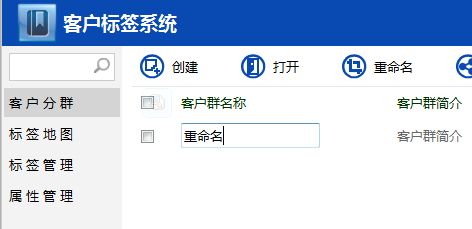 客户标签系统
创建 打开 重命名
客户分群
标签地图
标签管理
属性管理
客户群名称 客户群简介
重命名 客户群简介